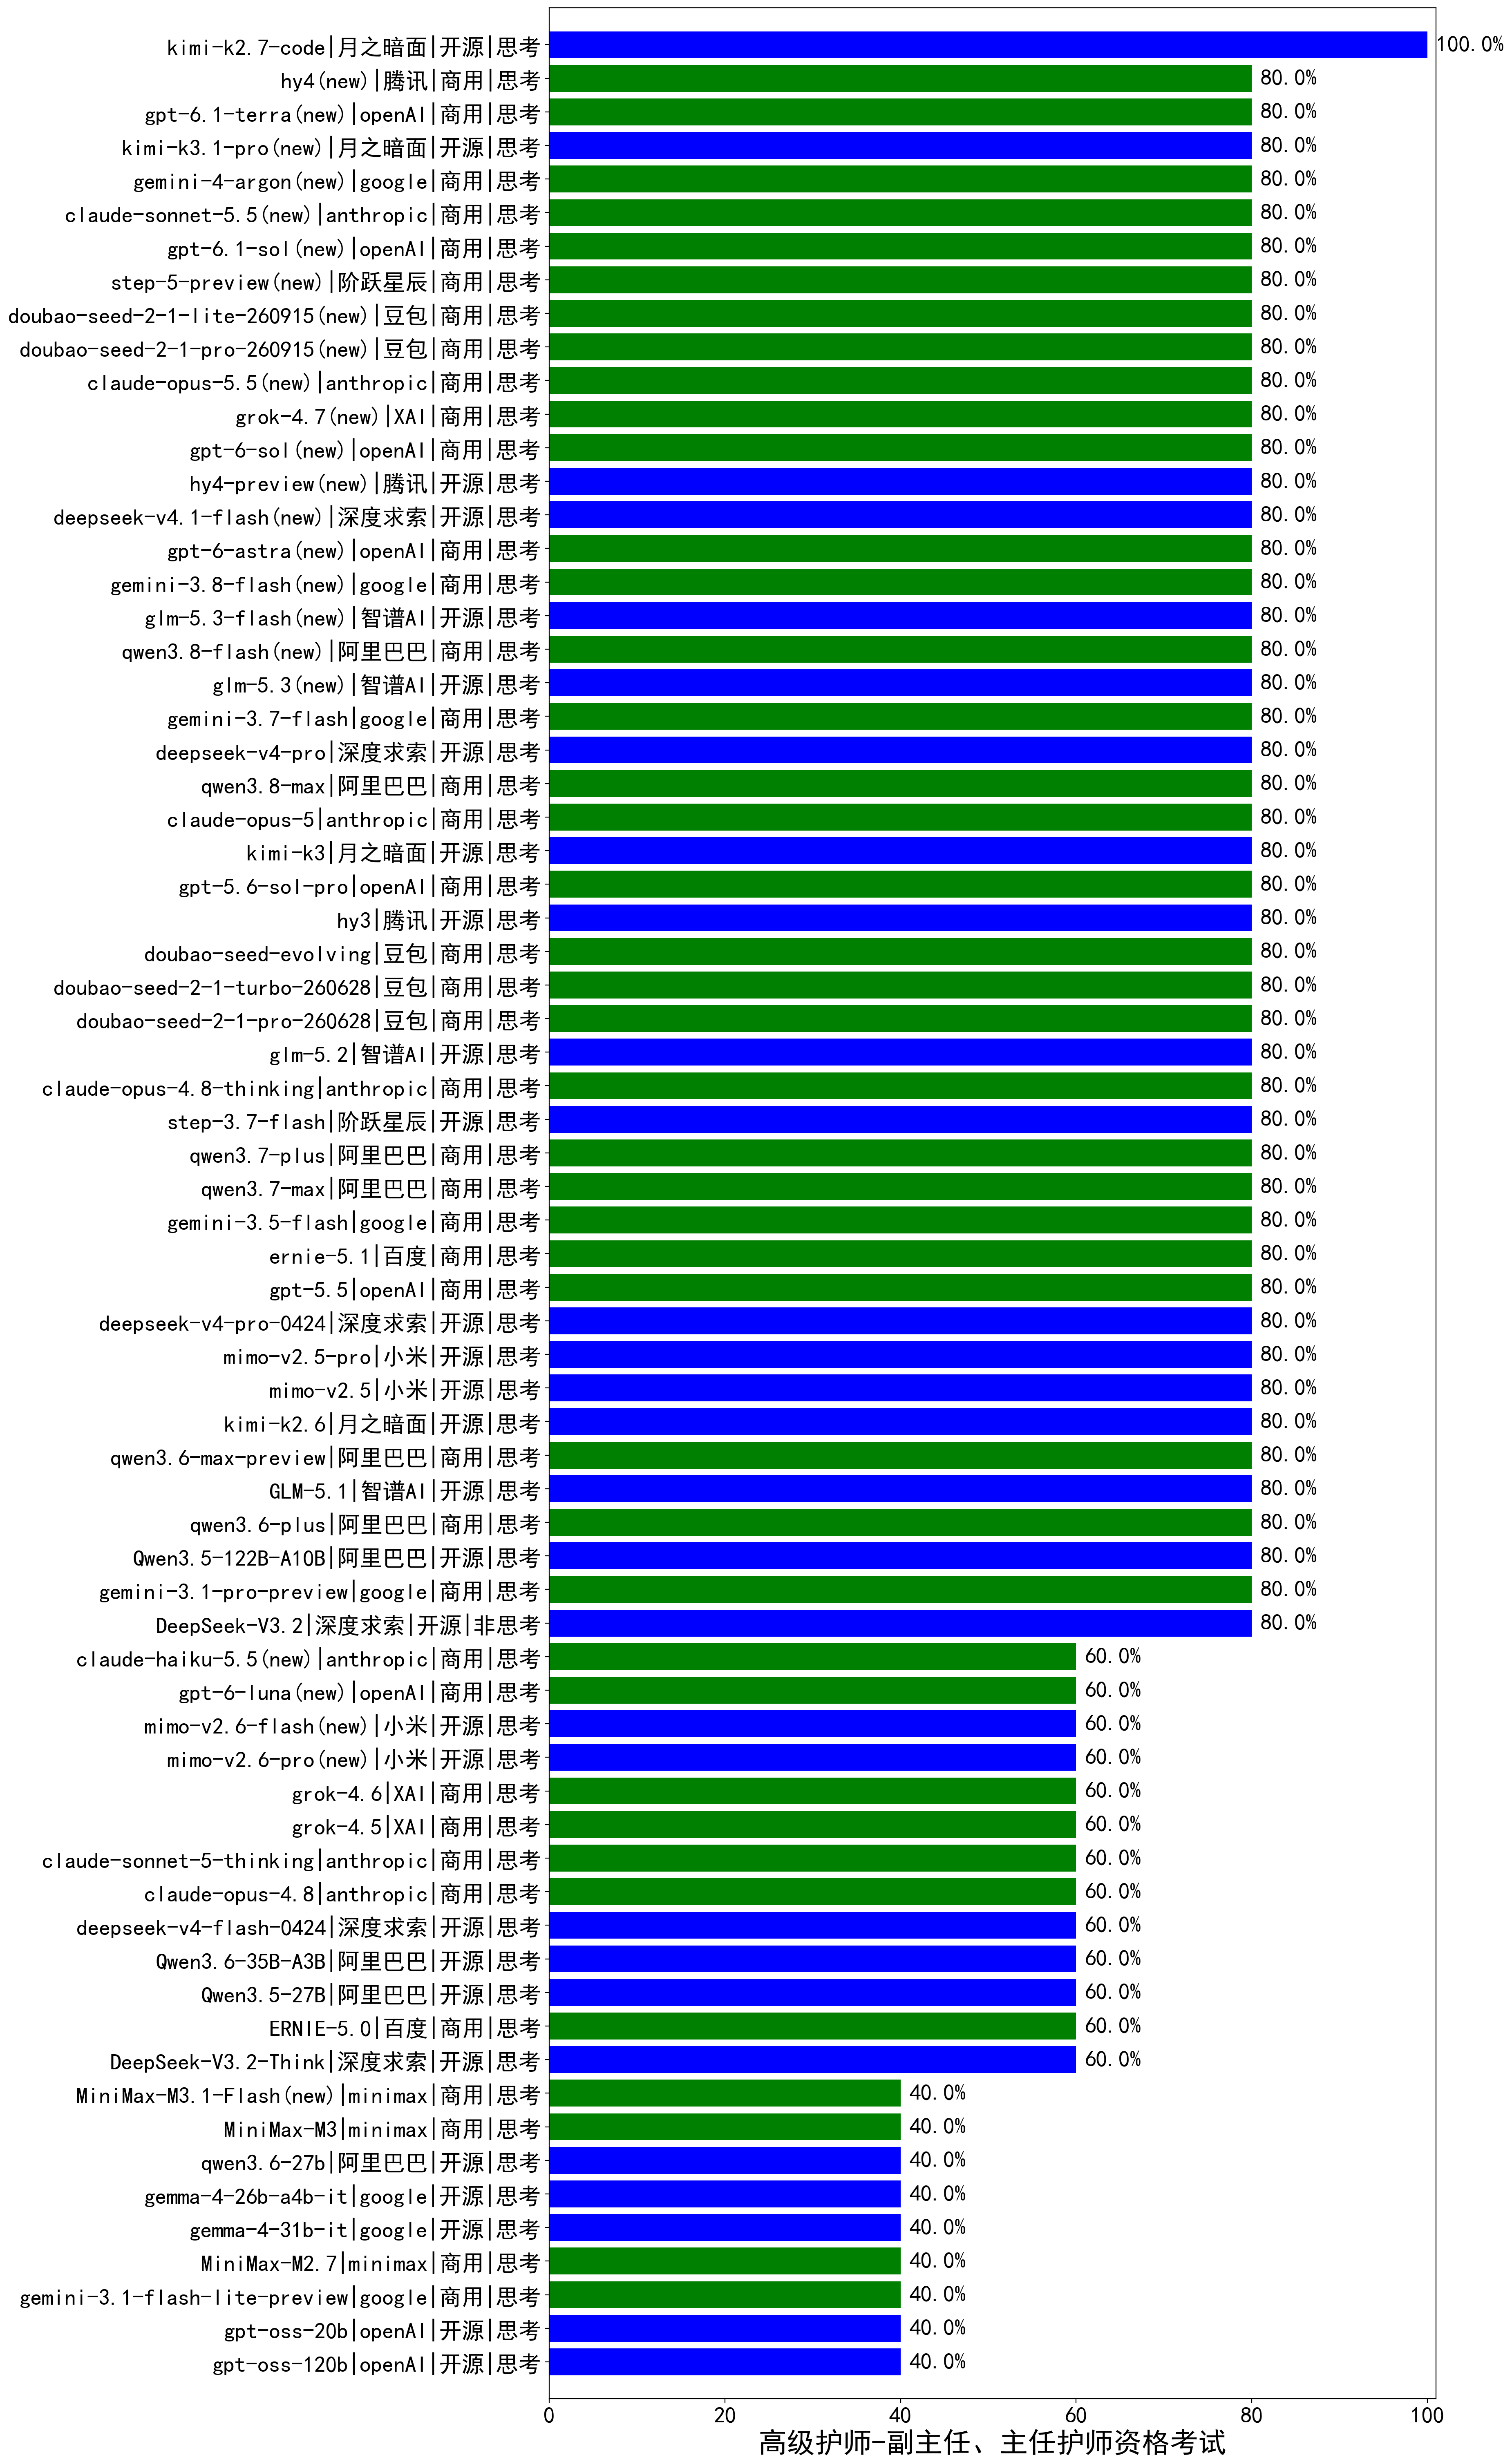 kimi-k2.7-code|月之暗面|开源|思考 100.0%
hy4(new)|腾讯|商用|思考 80.0%
gpt-6.1-terra(new)|openAI|商用|思考 80.0%
kimi-k3.1-pro(new)|月之暗面|开源|思考 80.0%
gemini-4-argon(new)|google|商用|思考 80.0%
claude-sonnet-5.5(new)|anthropic|商用|思考 80.0%
gpt-6.1-sol(new)|openAI|商用|思考 80.0%
step-5-preview(new)|阶跃星辰|商用|思考 80.0%
doubao-seed-2-1-lite-260915(new)|豆包|商用|思考 80.0%
doubao-seed-2-1-pro-260915(new)|豆包|商用|思考 80.0%
claude-opus-5.5(new)|anthropic|商用|思考 80.0%
grok-4.7(new)|XAI|商用|思考 80.0%
gpt-6-sol(new)|openAI|商用|思考 80.0%
hy4-preview(new)|腾讯|开源|思考 80.0%
deepseek-v4.1-flash(new)|深度求索|开源|思考 80.0%
gpt-6-astra(new)|openAI|商用|思考 80.0%
gemini-3.8-flash(new)|google|商用|思考 80.0%
glm-5.3-flash(new)|智谱AI|开源|思考 80.0%
qwen3.8-flash(new)|阿里巴巴|商用|思考 80.0%
glm-5.3(new)|智谱AI|开源|思考 80.0%
gemini-3.7-flash|google|商用|思考 80.0%
deepseek-v4-pro|深度求索|开源|思考 80.0%
qwen3.8-max|阿里巴巴|商用|思考 80.0%
claude-opus-5|anthropic|商用|思考 80.0%
kimi-k3|月之暗面|开源|思考 80.0%
gpt-5.6-sol-pro|openAI|商用|思考 80.0%
hy3|腾讯|开源|思考 80.0%
doubao-seed-evolving|豆包|商用|思考 80.0%
doubao-seed-2-1-turbo-260628|豆包|商用|思考 80.0%
doubao-seed-2-1-pro-260628|豆包|商用|思考 80.0%
glm-5.2|智谱AI|开源|思考 80.0%
claude-opus-4.8-thinking|anthropic|商用|思考 80.0%
step-3.7-flash|阶跃星辰|开源|思考 80.0%
qwen3.7-plus|阿里巴巴|商用|思考 80.0%
qwen3.7-max|阿里巴巴|商用|思考 80.0%
gemini-3.5-flash|google|商用|思考 80.0%
ernie-5.1|百度|商用|思考 80.0%
gpt-5.5|openAI|商用|思考 80.0%
deepseek-v4-pro-0424|深度求索|开源|思考 80.0%
mimo-v2.5-pro|小米|开源|思考 80.0%
mimo-v2.5|小米|开源|思考 80.0%
kimi-k2.6|月之暗面|开源|思考 80.0%
qwen3.6-max-preview|阿里巴巴|商用|思考 80.0%
GLM-5.1|智谱AI|开源|思考 80.0%
qwen3.6-plus|阿里巴巴|商用|思考 80.0%
Qwen3.5-122B-A10B|阿里巴巴|开源|思考 80.0%
gemini-3.1-pro-preview|google|商用|思考 80.0%
DeepSeek-V3.2|深度求索|开源|非思考 80.0%
claude-haiku-5.5(new)|anthropic|商用|思考 60.0%
gpt-6-luna(new)|openAI|商用|思考 60.0%
mimo-v2.6-flash(new)|小米|开源|思考 60.0%
mimo-v2.6-pro(new)|小米|开源|思考 60.0%
grok-4.6|XAI|商用|思考 60.0%
grok-4.5|XAI|商用|思考 60.0%
claude-sonnet-5-thinking|anthropic|商用|思考 60.0%
claude-opus-4.8|anthropic|商用|思考 60.0%
deepseek-v4-flash-0424|深度求索|开源|思考 60.0%
Qwen3.6-35B-A3B|阿里巴巴|开源|思考 60.0%
Qwen3.5-27B|阿里巴巴|开源|思考 60.0%
ERNIE-5.0|百度|商用|思考 60.0%
DeepSeek-V3.2-Think|深度求索|开源|思考 60.0%
MiniMax-M3.1-Flash(new)|minimax|商用|思考 40.0%
MiniMax-M3|minimax|商用|思考 40.0%
qwen3.6-27b|阿里巴巴|开源|思考 40.0%
gemma-4-26b-a4b-it|google|开源|思考 40.0%
gemma-4-31b-it|google|开源|思考 40.0%
MiniMax-M2.7|minimax|商用|思考 40.0%
gemini-3.1-flash-lite-preview|google|商用|思考 40.0%
gpt-oss-20b|openAI|开源|思考 40.0%
gpt-oss-120b|openAI|开源|思考 40.0%
0 20 40 60 80 100
高级护师-副主任、主任护师资格考试